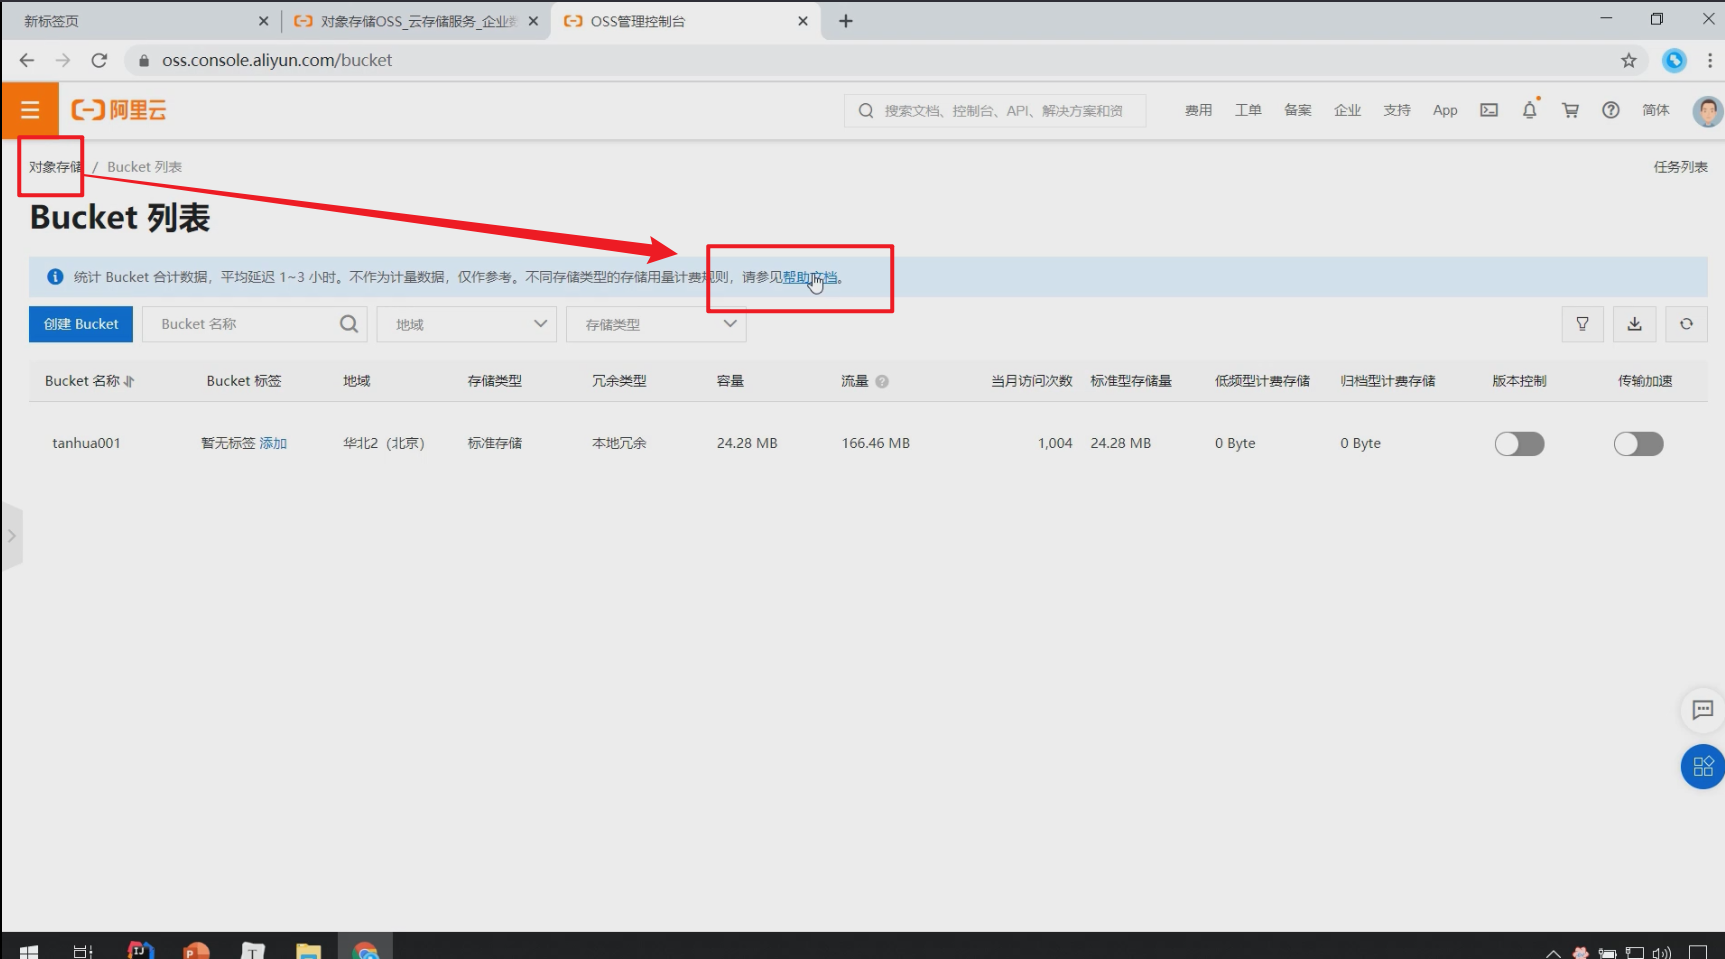 新标签页
对象存储OSS_云存储服务_企业
OSS管理控制台
oss.console.aliyun.com/bucket
阿里云
搜索文档、控制台、API、解决方案和资
费用 工单 备案 企业 支持 App 简体
对象存储 / Bucket 列表
任务列表
Bucket 列表
统计 Bucket 合计数据，平均延迟 1~3 小时。不作为计量数据，仅作参考。不同存储类型的存储用量计费规则，请参见帮助文档。
创建 Bucket Bucket 名称 地域 存储类型
Bucket 名称 Bucket 标签 地域 存储类型 冗余类型 容量 流量 当月访问次数 标准型存储量 低频型计费存储 归档型计费存储 版本控制 传输加速
tanhua001 暂无标签 添加 华北2（北京） 标准存储 本地冗余 24.28 MB 166.46 MB 1,004 24.28 MB 0 Byte 0 Byte